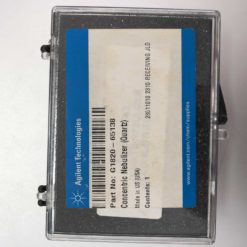 Agilent Technologies
Part No: G1820-65138
Concentric Nebulizer (Quartz)
Made in US (USA)
Contents: 1
www.agilent.com/chem/supplies